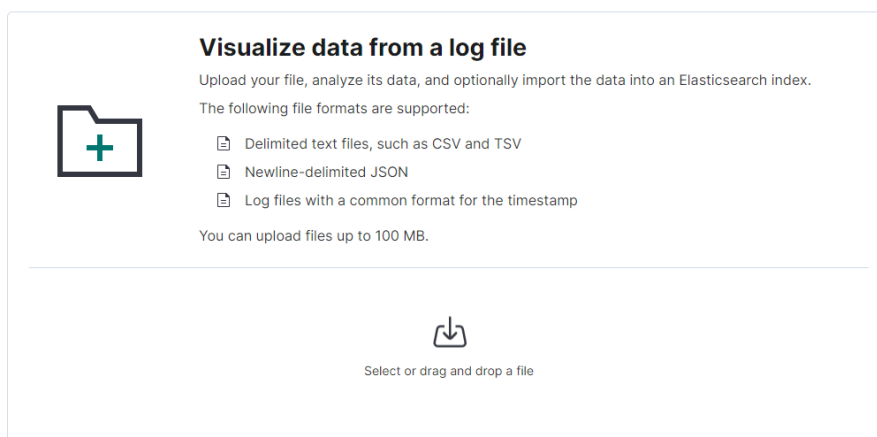 Visualize data from a log file
Upload your file, analyze its data, and optionally import the data into an Elasticsearch index.
The following file formats are supported:
Delimited text files, such as CSV and TSV
Newline-delimited JSON
Log files with a common format for the timestamp
You can upload files up to 100 MB.
Select or drag and drop a file